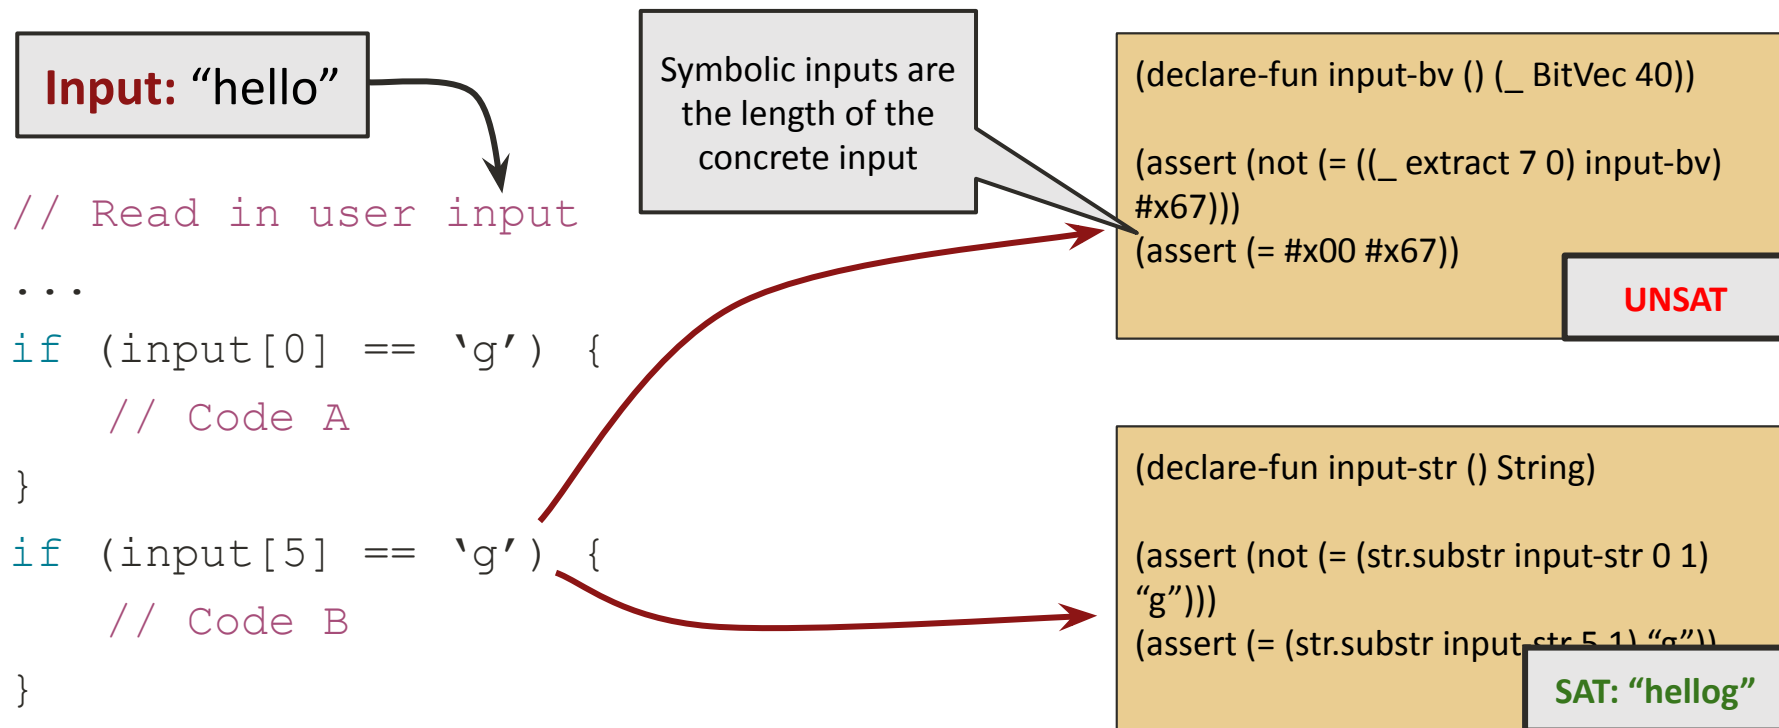 Input: “hello”
// Read in user input
...
if (input[0] == ‘g’) {
// Code A
}
if (input[5] == ‘g’) {
// Code B
}
Symbolic inputs are
the length of the
concrete input
(declare-fun input-bv () (_ BitVec 40))
(assert (not (= ((_ extract 7 0) input-bv)
#x67)))
(assert (= #x00 #x67))
UNSAT
(declare-fun input-str () String)
(assert (not (= (str.substr input-str 0 1)
“g”)))
(assert (= (str.substr input-str 5 1) “g”))
SAT: “hellog”